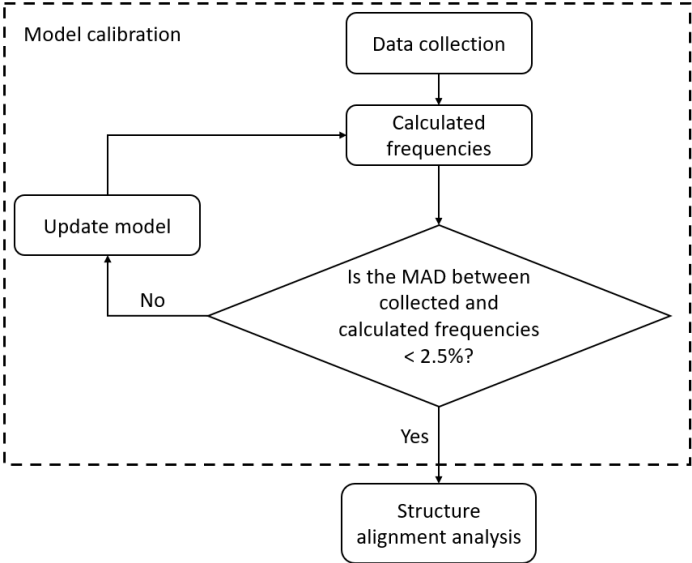 Model calibration
Data collection
Calculated
frequencies
Update model
Is the MAD between
collected and
calculated frequencies
< 2.5%?
No
Yes
Structure
alignment analysis